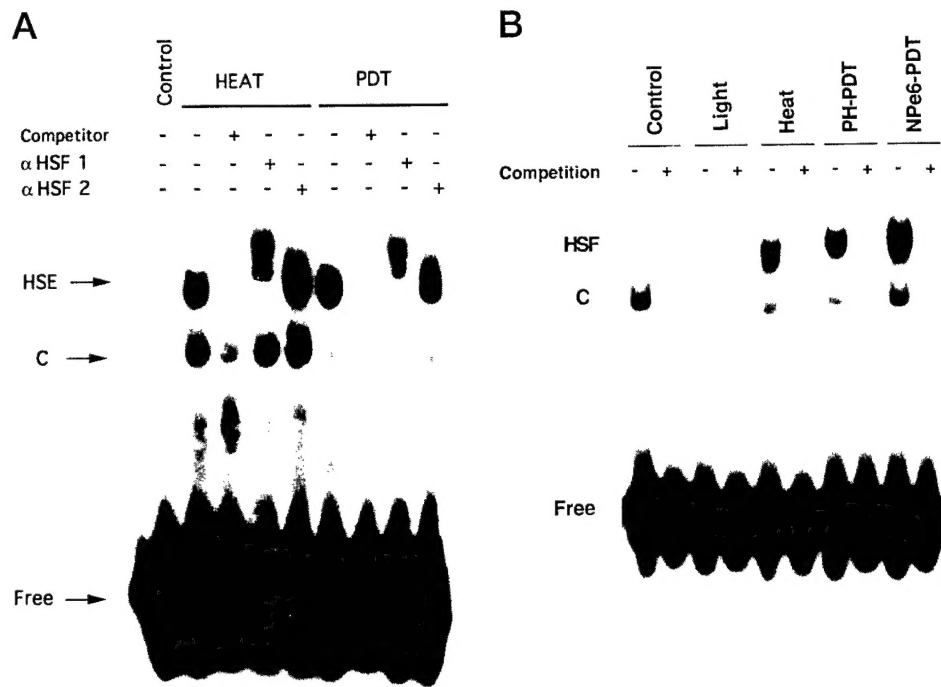 A
Control
HEAT
PDT
Competitor - - + - - - + - -
α HSF 1 - - - + - - - + -
α HSF 2 - - - - + - - - +
HSE
C
Free
B
Control
Light
Heat
PH-PDT
NPe6-PDT
Competition - + - + - + - + - +
HSF
C
Free